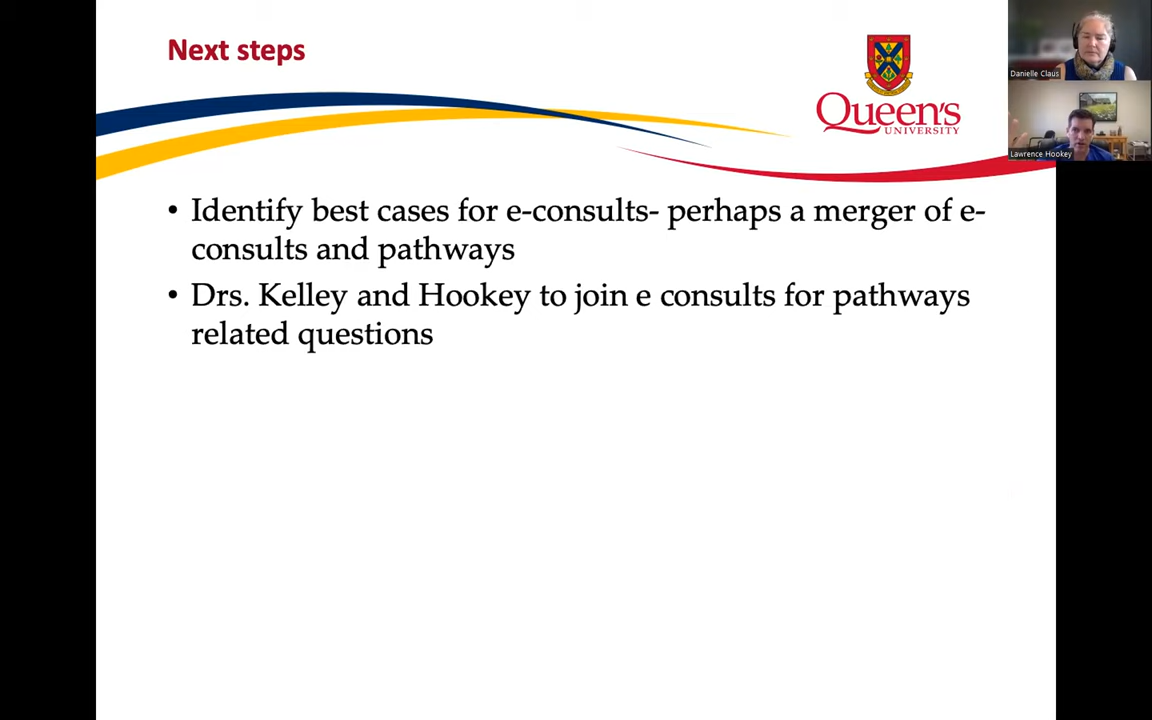 Next steps
Queen's
UNIVERSITY
Danielle Claus
Lawrence Hookey
• Identify best cases for e-consults- perhaps a merger of e-
consults and pathways
• Drs. Kelley and Hookey to join e consults for pathways
related questions